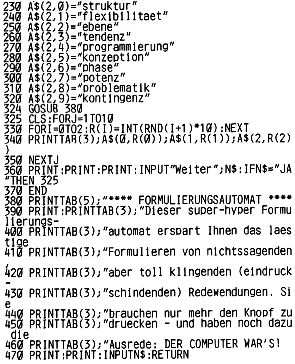 230 A$(2,0)="struktur"
240 A$(2,1)="flexibilitaet"
250 A$(2,2)="ebene"
260 A$(2,3)="tendenz"
270 A$(2,4)="programmierung"
280 A$(2,5)="konzeption"
290 A$(2,6)="phase"
300 A$(2,7)="potenz"
310 A$(2,8)="problematik"
320 A$(2,9)="kontingenz"
324 GOSUB 380
325 CLS:FORJ=1TO10
330 FORI=0TO2:R(I)=INT(RND(I+1)*10):NEXT
340 PRINTTAB(3);A$(0,R(0));A$(1,R(1));A$(2,R(2)
)
350 NEXTJ
360 PRINT:PRINT:PRINT:INPUT"Weiter";N$:IFN$="JA
"THEN 325
370 END
380 PRINTTAB(5);"**** FORMULIERUNGSAUTOMAT ****
390 PRINT:PRINTTAB(3);"Dieser super-hyper Formu
lierungs-
400 PRINTTAB(3);"automat erspart Ihnen das laes
tige
410 PRINTTAB(3);"Formulieren von nichtssagenden
420 PRINTTAB(3);"aber toll klingenden (eindruck
-
430 PRINTTAB(3);"schindenden) Redewendungen. Si
e
440 PRINTTAB(3);"brauchen nur mehr den Knopf zu
450 PRINTTAB(3);"druecken - und haben noch dazu
die
460 PRINTTAB(3);"Ausrede: DER COMPUTER WAR'S!
470 PRINT:PRINT:INPUTN$:RETURN